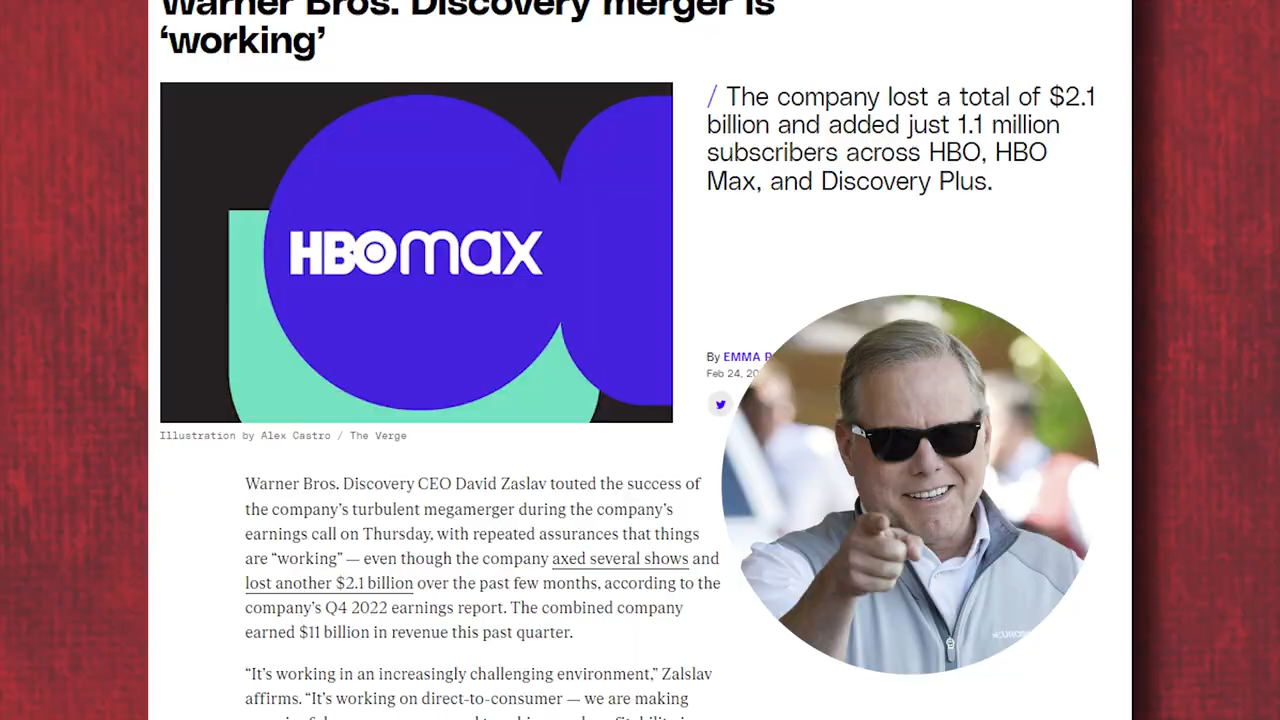 Warner Bros. Discovery merger is
‘working’
HBOmax
/ The company lost a total of $2.1
billion and added just 1.1 million
subscribers across HBO, HBO
Max, and Discovery Plus.
By EMMA
Feb 24,
Illustration by Alex Castro / The Verge
Warner Bros. Discovery CEO David Zaslav touted the success of
the company’s turbulent megamerger during the company’s
earnings call on Thursday, with repeated assurances that things
are “working” — even though the company axed several shows and
lost another $2.1 billion over the past few months, according to the
company’s Q4 2022 earnings report. The combined company
earned $11 billion in revenue this past quarter.
“It’s working in an increasingly challenging environment,” Zalslav
affirms. “It’s working on direct-to-consumer — we are making